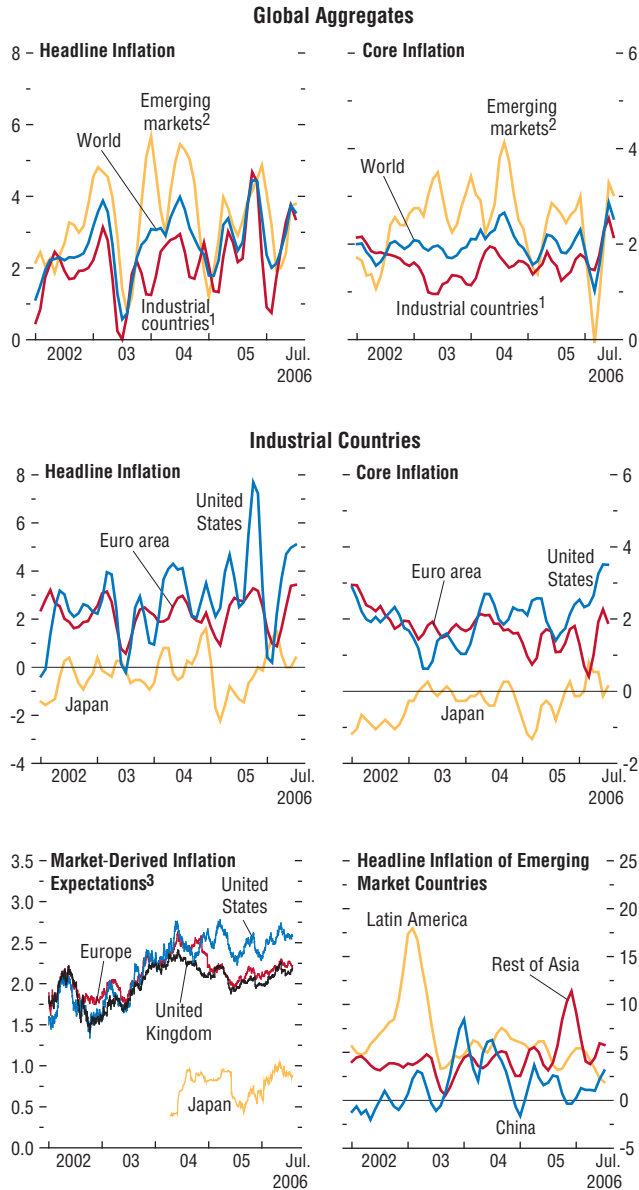 Global Aggregates
Headline Inflation
Core Inflation
8
6
4
2
0
Emerging
markets2
World
Industrial
countries1
2002 03 04 05 Jul.
2006
6
4
2
0
Emerging
markets2
World
Industrial countries1
2002 03 04 05 Jul.
2006
Industrial Countries
Headline Inflation
Core Inflation
8
6
4
2
0
-2
-4
United
States
Euro area
Japan
2002 03 04 05 Jul.
2006
6
4
2
0
-2
United
States
Euro area
Japan
2002 03 04 05 Jul.
2006
Market-Derived Inflation
Expectations3
3.5
3.0
2.5
2.0
1.5
1.0
0.5
0.0
United
States
Europe
United
Kingdom
Japan
2002 03 04 05 Jul.
2006
Headline Inflation of Emerging
Market Countries
25
20
15
10
5
0
-5
Latin America
Rest of Asia
China
2002 03 04 05 Jul.
2006